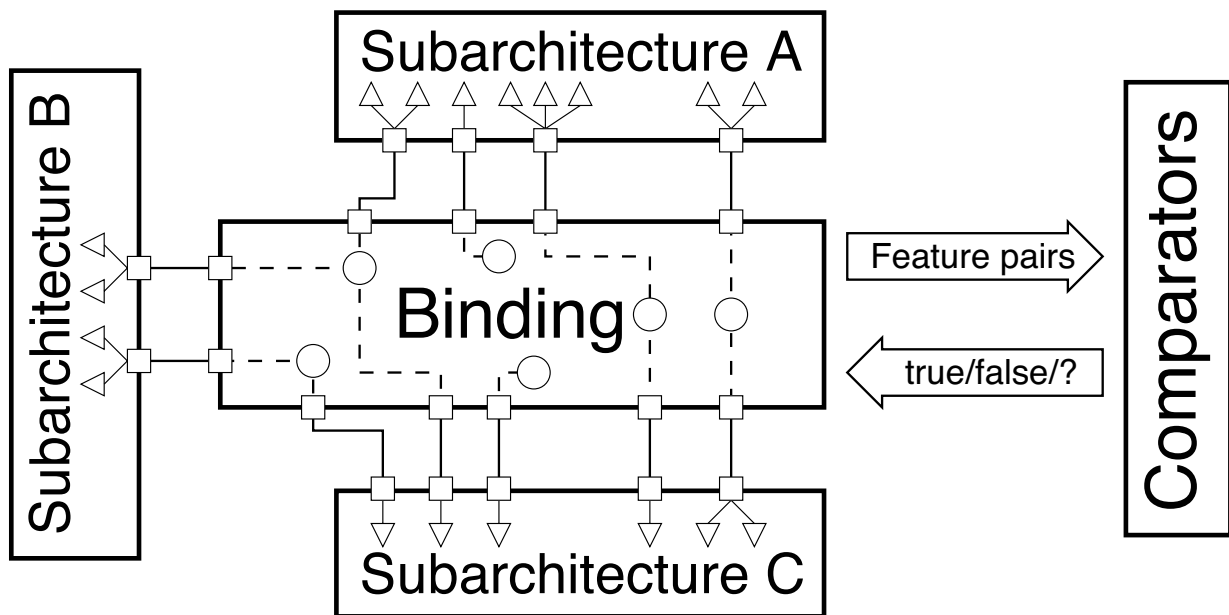 Subarchitecture A
Subarchitecture B
Binding
Feature pairs
true/false/?
Comparators
Subarchitecture C